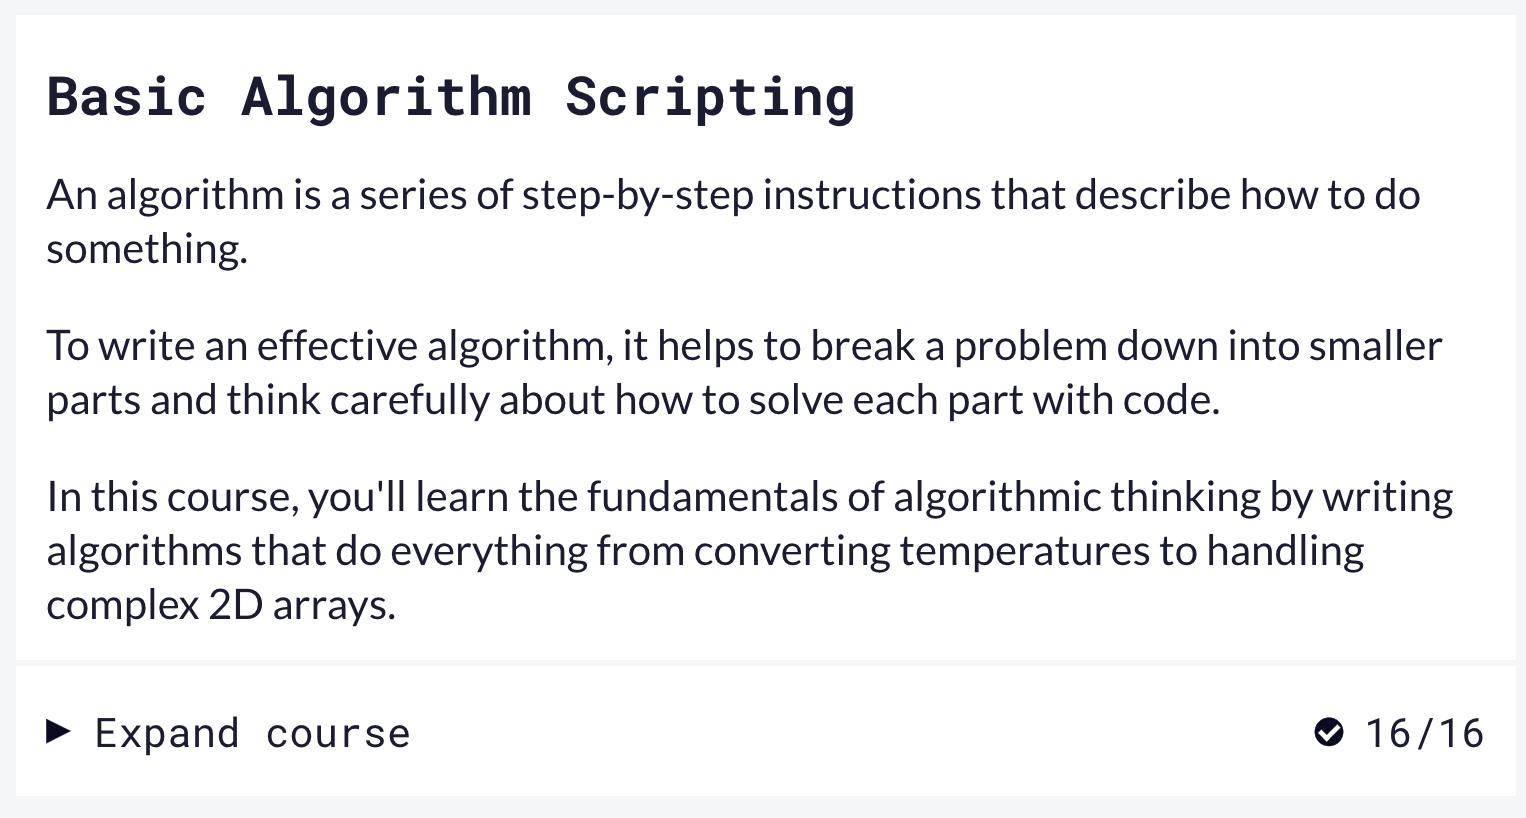 Basic Algorithm Scripting
An algorithm is a series of step-by-step instructions that describe how to do
something.
To write an effective algorithm, it helps to break a problem down into smaller
parts and think carefully about how to solve each part with code.
In this course, you'll learn the fundamentals of algorithmic thinking by writing
algorithms that do everything from converting temperatures to handling
complex 2D arrays.
Expand course 16/16